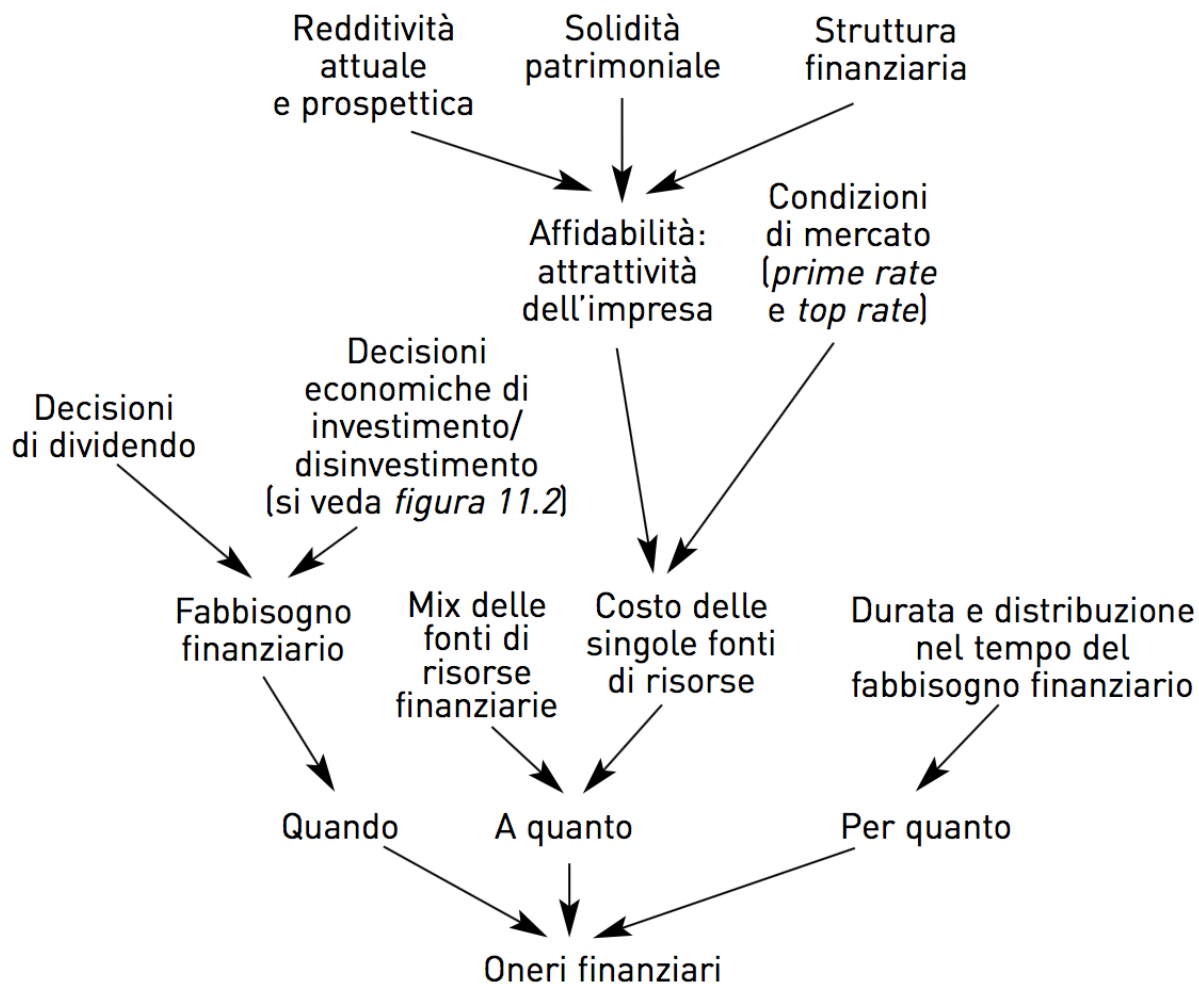 Redditività
attuale
e prospettica
Solidità
patrimoniale
Struttura
finanziaria
Affidabilità:
attrattività
dell'impresa
Condizioni
di mercato
(prime rate
e top rate)
Decisioni
di dividendo
Decisioni
economiche di
investimento/
disinvestimento
(si veda figura 11.2)
Fabbisogno
finanziario
Mix delle
fonti di
risorse
finanziarie
Costo delle
singole fonti
di risorse
Durata e distribuzione
nel tempo del
fabbisogno finanziario
Quando
A quanto
Per quanto
Oneri finanziari